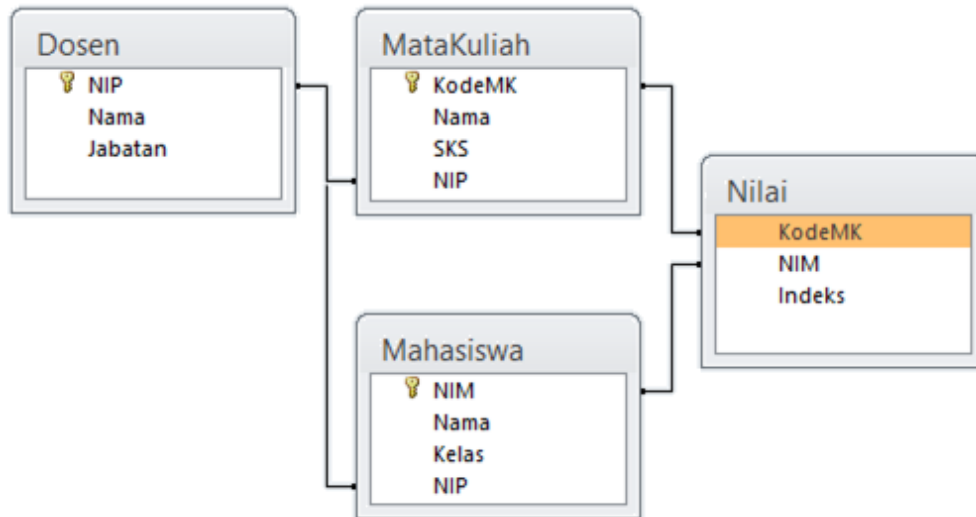 Dosen
NIP
Nama
Jabatan
MataKuliah
KodeMK
Nama
SKS
NIP
Nilai
KodeMK
NIM
Indeks
Mahasiswa
NIM
Nama
Kelas
NIP